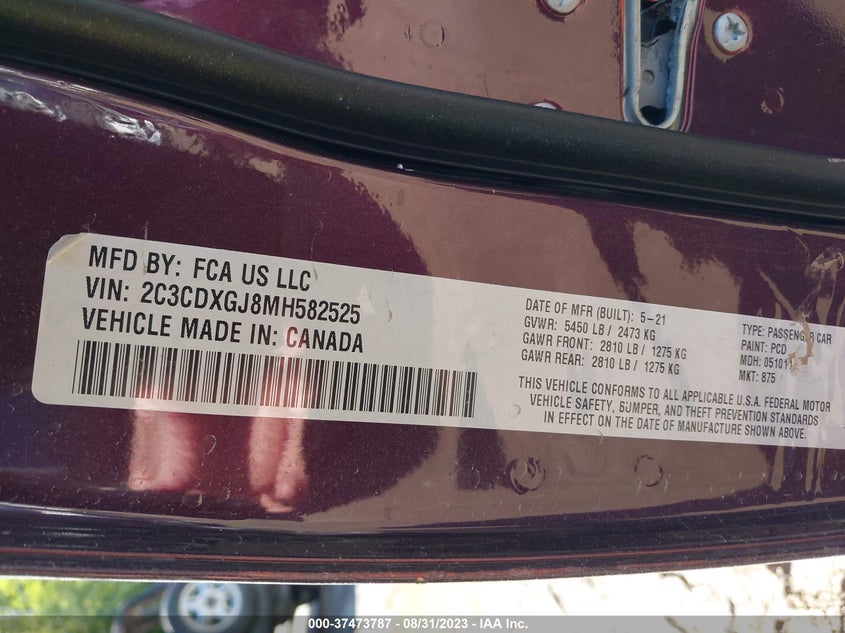 MFD BY: FCA US LLC
VIN: 2C3CDXGJ8MH582525
VEHICLE MADE IN: CANADA
DATE OF MFR (BUILT): 5-21
GVWR: 5450 LB / 2473 KG
GAWR FRONT: 2810 LB / 1275 KG
GAWR REAR: 2810 LB / 1275 KG
TYPE: PASSENGER CAR
PAINT: PCD
MDH:
MKT: 875
THIS VEHICLE CONFORMS TO ALL APPLICABLE U.S.A. FEDERAL MOTOR
VEHICLE SAFETY, BUMPER, AND THEFT PREVENTION STANDARDS
IN EFFECT ON THE DATE OF MANUFACTURE SHOWN ABOVE.
000-37473787 - 08/31/2023 - IAA Inc.